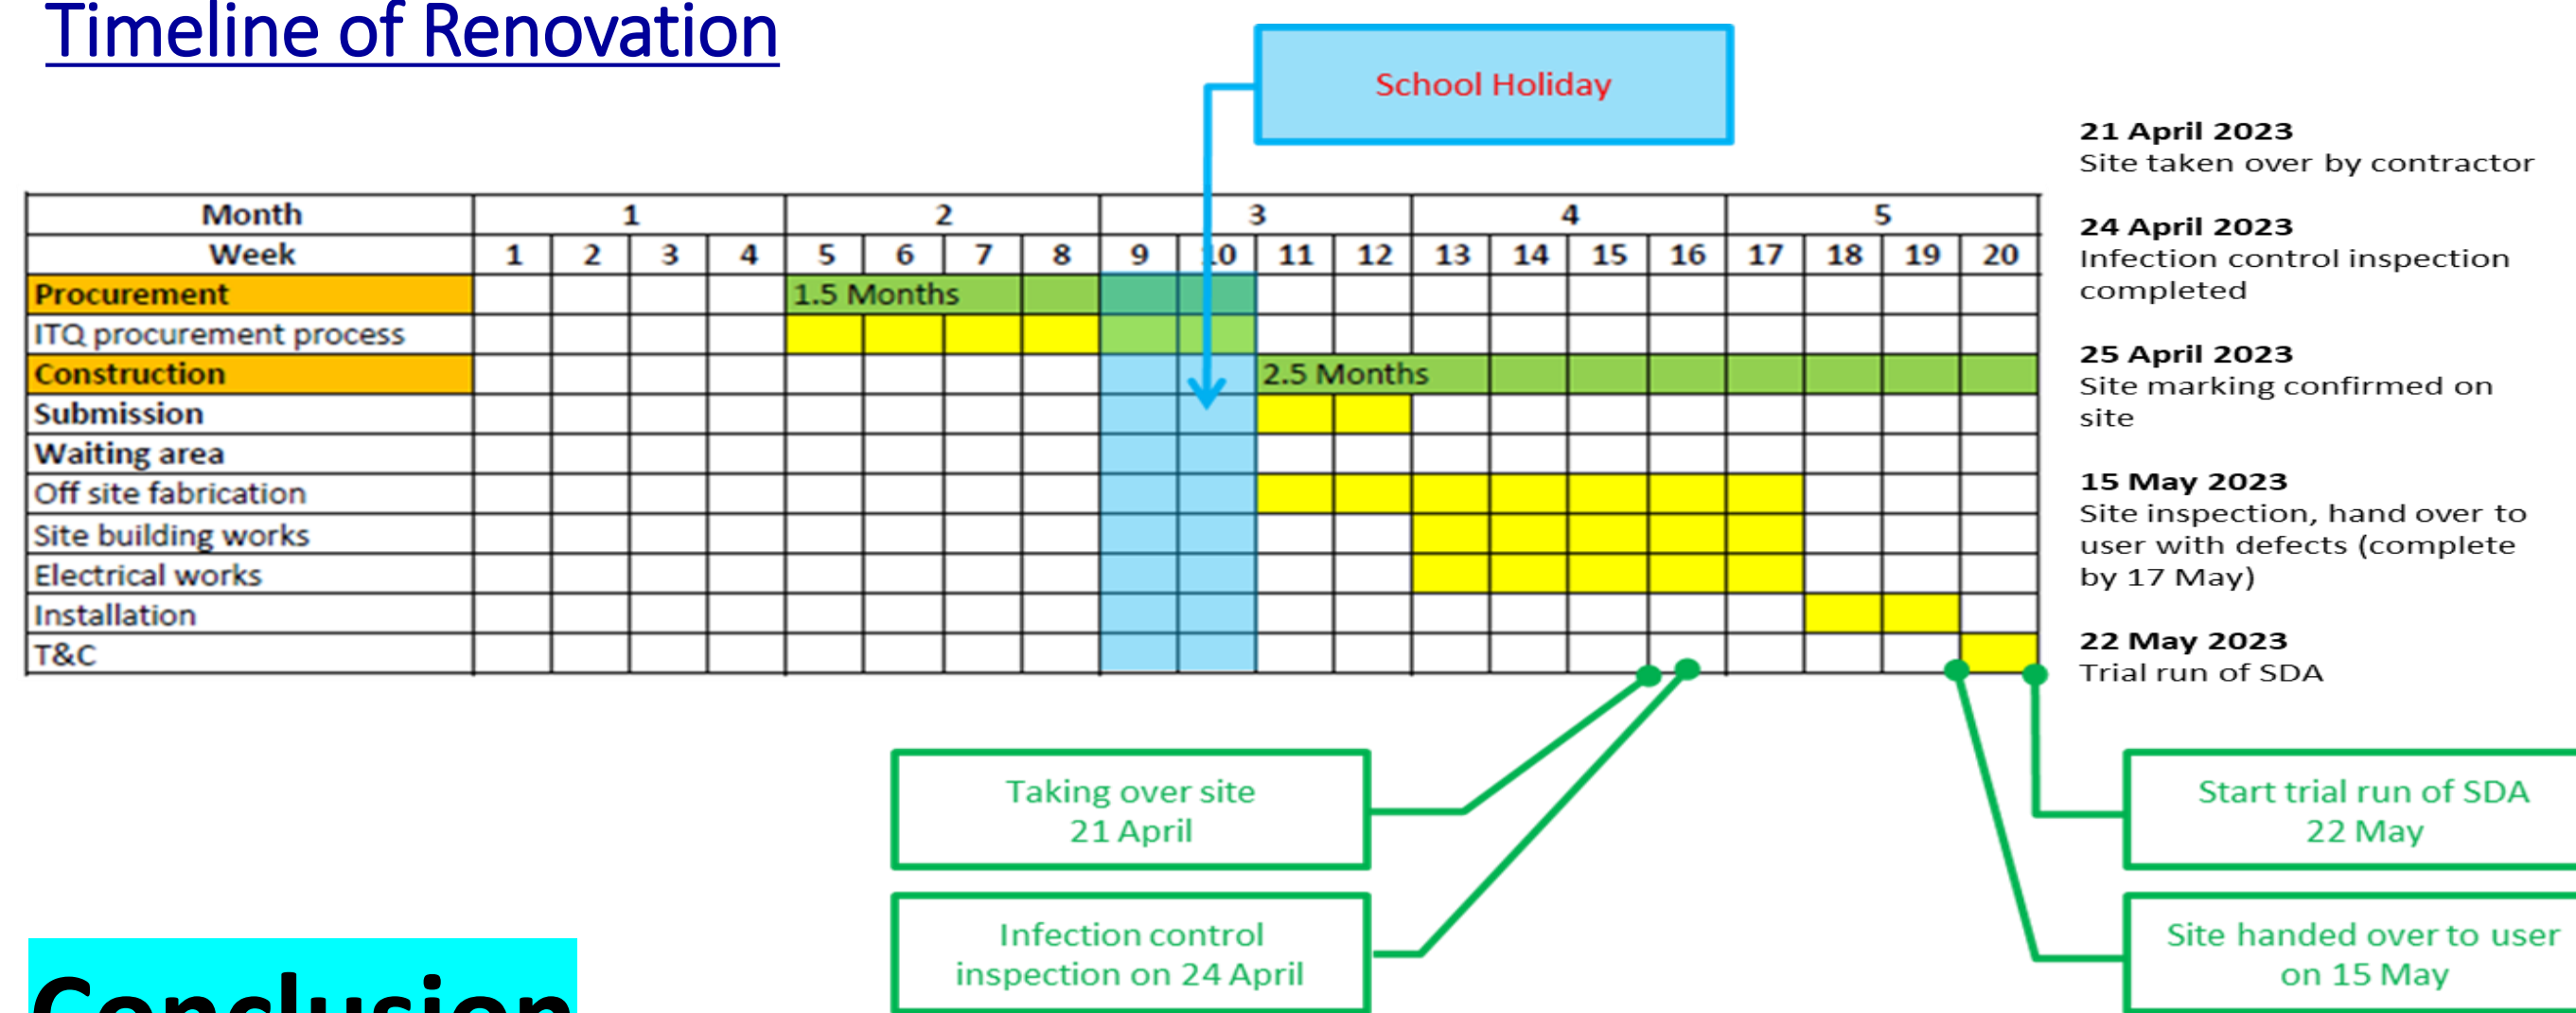 Timeline of Renovation
School Holiday
Month 1 2 3 4 5
Week 1 2 3 4 5 6 7 8 9 10 11 12 13 14 15 16 17 18 19 20
Procurement 1.5 Months
ITQ procurement process
Construction 2.5 Months
Submission
Waiting area
Off site fabrication
Site building works
Electrical works
Installation
T&C
21 April 2023
Site taken over by contractor
24 April 2023
Infection control inspection
completed
25 April 2023
Site marking confirmed on
site
15 May 2023
Site inspection, hand over to
user with defects (complete
by 17 May)
22 May 2023
Trial run of SDA
Taking over site
21 April
Infection control
inspection on 24 April
Start trial run of SDA
22 May
Site handed over to user
on 15 May
Conclusion